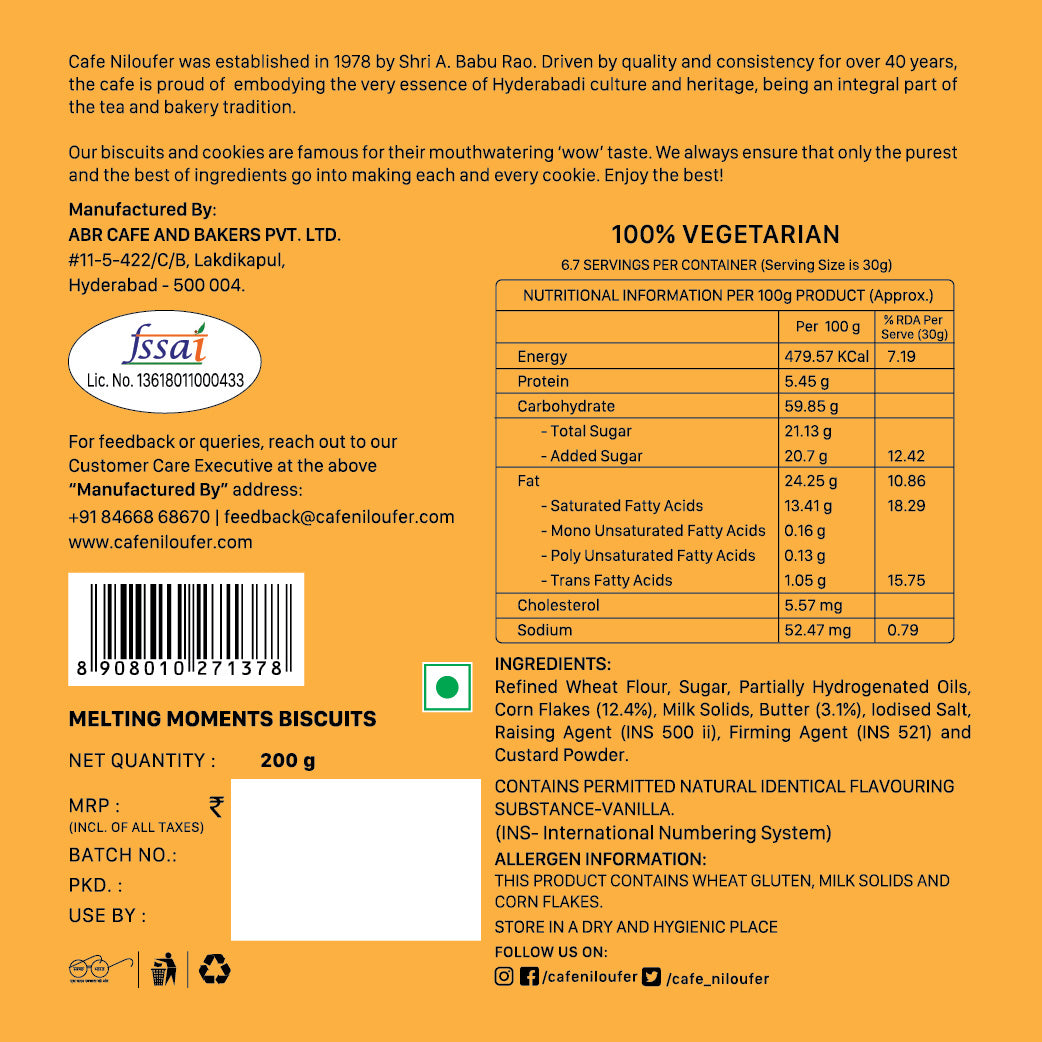 Cafe Niloufer was established in 1978 by Shri A. Babu Rao. Driven by quality and consistency for over 40 years,
the cafe is proud of embodying the very essence of Hyderabadi culture and heritage, being an integral part of
the tea and bakery tradition.
Our biscuits and cookies are famous for their mouthwatering 'wow' taste. We always ensure that only the purest
and the best of ingredients go into making each and every cookie. Enjoy the best!
Manufactured By:
ABR CAFE AND BAKERS PVT. LTD.
#11-5-422/C/B, Lakdikapul,
Hyderabad - 500 004.
fssai
Lic. No. 13618011000433
For feedback or queries, reach out to our
Customer Care Executive at the above
"Manufactured By" address:
+91 84668 68670 | feedback@cafeniloufer.com
www.cafeniloufer.com
8 908010 271378
MELTING MOMENTS BISCUITS
NET QUANTITY : 200 g
MRP : ₹
(INCL. OF ALL TAXES)
BATCH NO.:
PKD. :
USE BY :
स्वच्छ भारत
100% VEGETARIAN
6.7 SERVINGS PER CONTAINER (Serving Size is 30g)
NUTRITIONAL INFORMATION PER 100g PRODUCT (Approx.)
Per 100 g % RDA Per Serve (30g)
Energy 479.57 KCal 7.19
Protein 5.45 g
Carbohydrate 59.85 g
- Total Sugar 21.13 g
- Added Sugar 20.7 g 12.42
Fat 24.25 g 10.86
- Saturated Fatty Acids 13.41 g 18.29
- Mono Unsaturated Fatty Acids 0.16 g
- Poly Unsaturated Fatty Acids 0.13 g
- Trans Fatty Acids 1.05 g 15.75
Cholesterol 5.57 mg
Sodium 52.47 mg 0.79
INGREDIENTS:
Refined Wheat Flour, Sugar, Partially Hydrogenated Oils,
Corn Flakes (12.4%), Milk Solids, Butter (3.1%), Iodised Salt,
Raising Agent (INS 500 ii), Firming Agent (INS 521) and
Custard Powder.
CONTAINS PERMITTED NATURAL IDENTICAL FLAVOURING
SUBSTANCE-VANILLA.
(INS- International Numbering System)
ALLERGEN INFORMATION:
THIS PRODUCT CONTAINS WHEAT GLUTEN, MILK SOLIDS AND
CORN FLAKES.
STORE IN A DRY AND HYGIENIC PLACE
FOLLOW US ON:
/cafeniloufer /cafe_niloufer